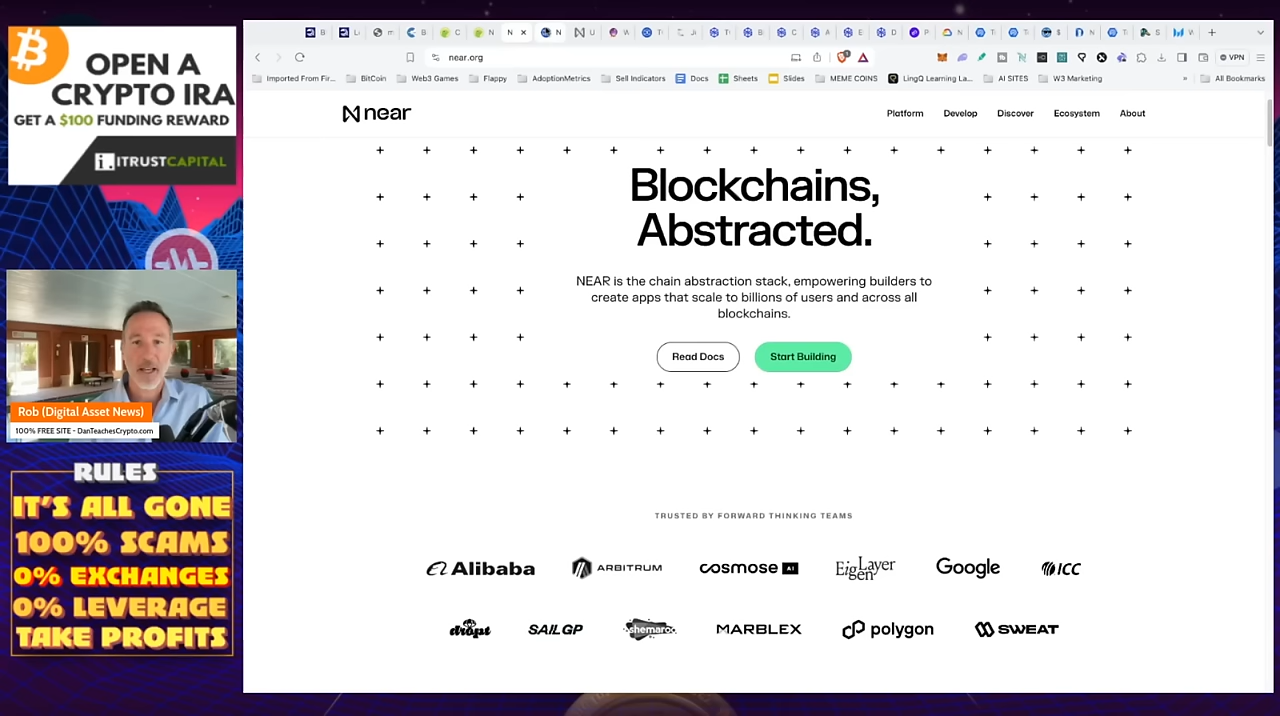 OPEN A
CRYPTO IRA
GET A $100 FUNDING REWARD
ITRUSTCAPITAL
Rob (Digital Asset News)
100% FREE SITE - DanTeachesCrypto.com
RULES
IT'S ALL GONE
100% SCAMS
0% EXCHANGES
0% LEVERAGE
TAKE PROFITS
near.org
VPN
Imported From Fir...
BitCoin
Web3 Games
Flappy
AdoptionMetrics
Sell Indicators
Docs
Sheets
Slides
MEME COINS
LingQ Learning La...
AI SITES
W3 Marketing
»
All Bookmarks
near
Platform
Develop
Discover
Ecosystem
About
Blockchains,
Abstracted.
NEAR is the chain abstraction stack, empowering builders to
create apps that scale to billions of users and across all
blockchains.
Read Docs
Start Building
TRUSTED BY FORWARD THINKING TEAMS
Alibaba
ARBITRUM
COSMOSE AI
EigenLayer
Google
ICC
dropt
SAILGP
shemaroo
MARBLEX
polygon
SWEAT